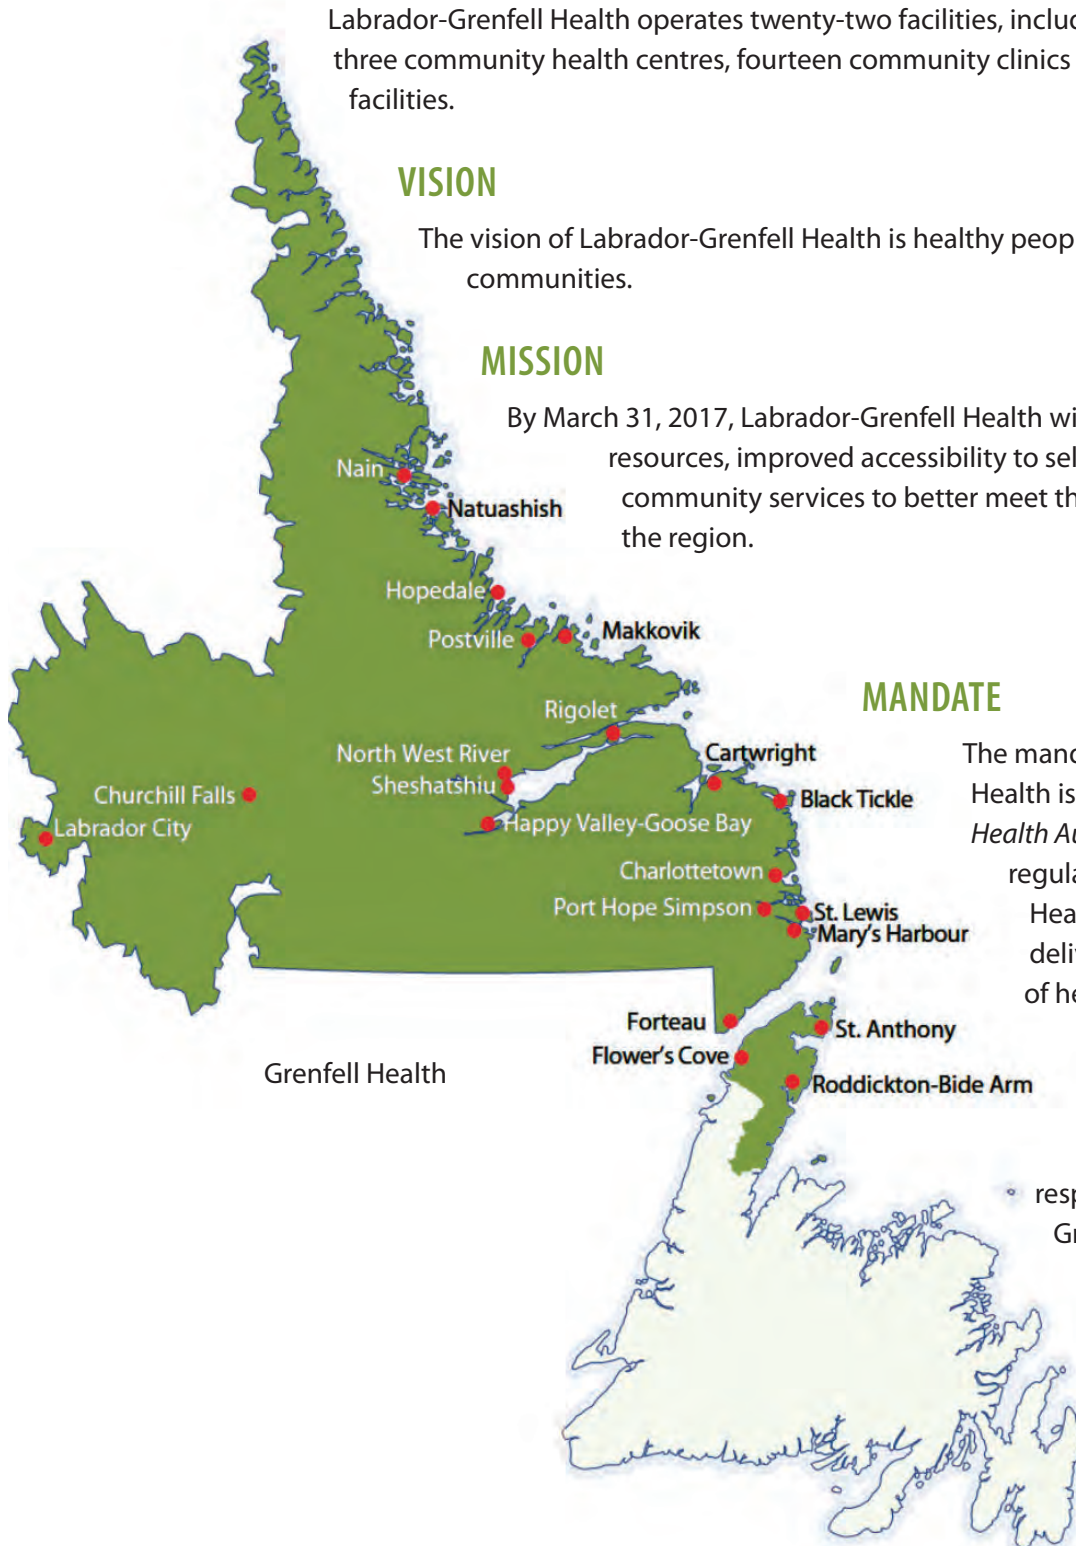 Labrador-Grenfell Health operates twenty-two facilities, includ
three community health centres, fourteen community clinics
facilities.
VISION
The vision of Labrador-Grenfell Health is healthy peop
communities.
MISSION
By March 31, 2017, Labrador-Grenfell Health wi
resources, improved accessibility to sel
community services to better meet th
the region.
Nain
Natuashish
Hopedale
Postville
Makkovik
MANDATE
Rigolet
North West River
Cartwright
The mand
Sheshatshiu
Churchill Falls
Black Tickle
Health is
Labrador City
Happy Valley-Goose Bay
Health Au
Charlottetown
regula
Port Hope Simpson
St. Lewis
Hea
Mary's Harbour
deliv
of he
Forteau
St. Anthony
Flower's Cove
Grenfell Health
Roddickton-Bide Arm
resp
Gr